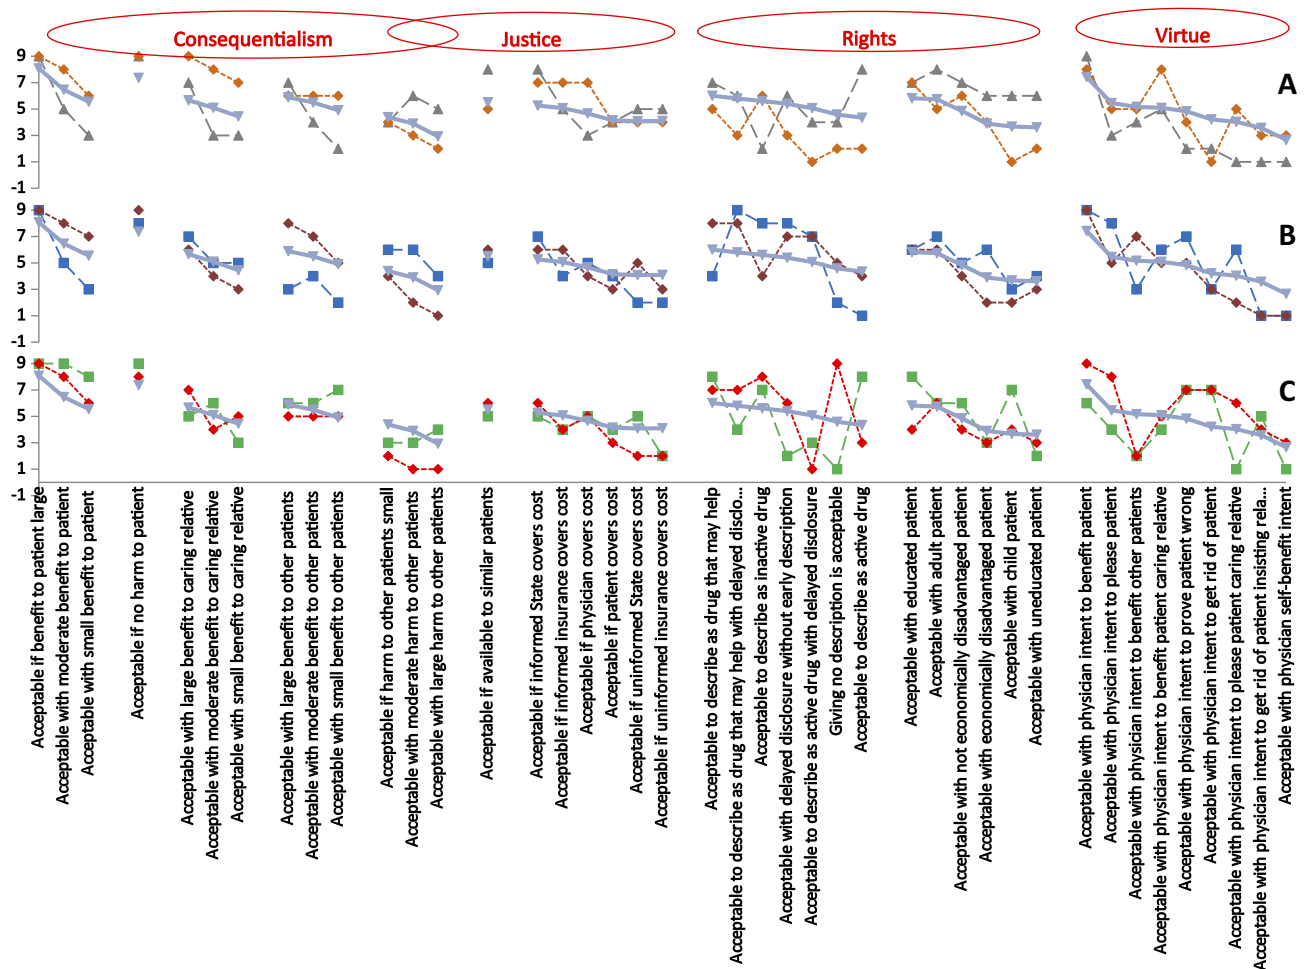 Consequentialism
Justice
Rights
Virtue
9
7
5
3
1
-1
A
9
7
5
3
1
-1
B
9
7
5
3
1
-1
C
Acceptable if benefit to patient large
Acceptable with moderate benefit to patient
Acceptable with small benefit to patient
Acceptable if no harm to patient
Acceptable with large benefit to caring relative
Acceptable with moderate benefit to caring relative
Acceptable with small benefit to caring relative
Acceptable with large benefit to other patients
Acceptable with moderate benefit to other patients
Acceptable with small benefit to other patients
Acceptable if harm to other patients small
Acceptable with moderate harm to other patients
Acceptable with large harm to other patients
Acceptable if available to similar patients
Acceptable if informed State covers cost
Acceptable if informed insurance covers cost
Acceptable if physician covers cost
Acceptable if patient covers cost
Acceptable if uninformed State covers cost
Acceptable if uninformed insurance covers cost
Acceptable to describe as drug that may help
Acceptable to describe as drug that may help with delayed disclo...
Acceptable to describe as inactive drug
Acceptable with delayed disclosure without early description
Acceptable to describe as active drug with delayed disclosure
Giving no description is acceptable
Acceptable to describe as active drug
Acceptable with educated patient
Acceptable with adult patient
Acceptable with not economically disadvantaged patient
Acceptable with economically disadvantaged patient
Acceptable with child patient
Acceptable with uneducated patient
Acceptable with physician intent to benefit patient
Acceptable with physician intent to please patient
Acceptable with physician intent to benefit other patients
Acceptable with physician intent to benefit patient caring relative
Acceptable with physician intent to prove patient wrong
Acceptable with physician intent to get rid of patient
Acceptable with physician intent to please patient caring relative
Acceptable with physician intent to get rid of patient insisting rela...
Acceptable with physician self-benefit intent